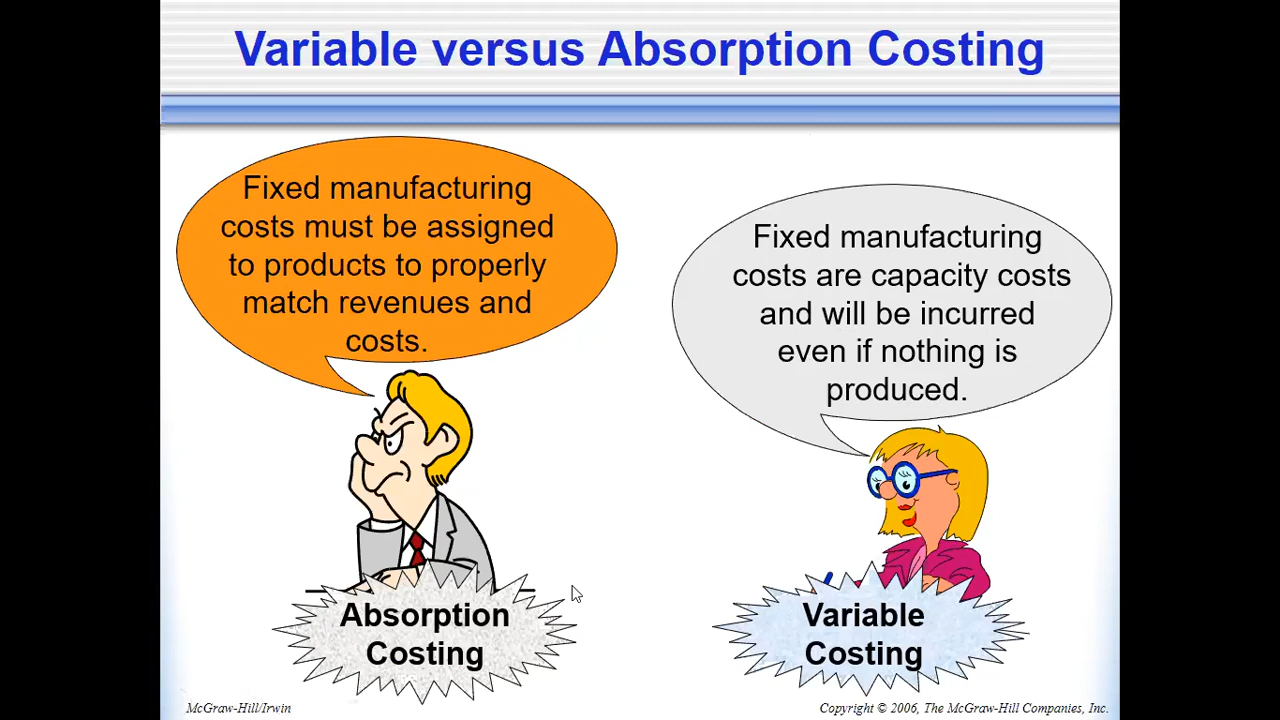 Variable versus Absorption Costing
Fixed manufacturing
costs must be assigned
to products to properly
match revenues and
costs.
Fixed manufacturing
costs are capacity costs
and will be incurred
even if nothing is
produced.
Absorption
Costing
Variable
Costing
McGraw-Hill/Irwin
Copyright © 2006, The McGraw-Hill Companies, Inc.